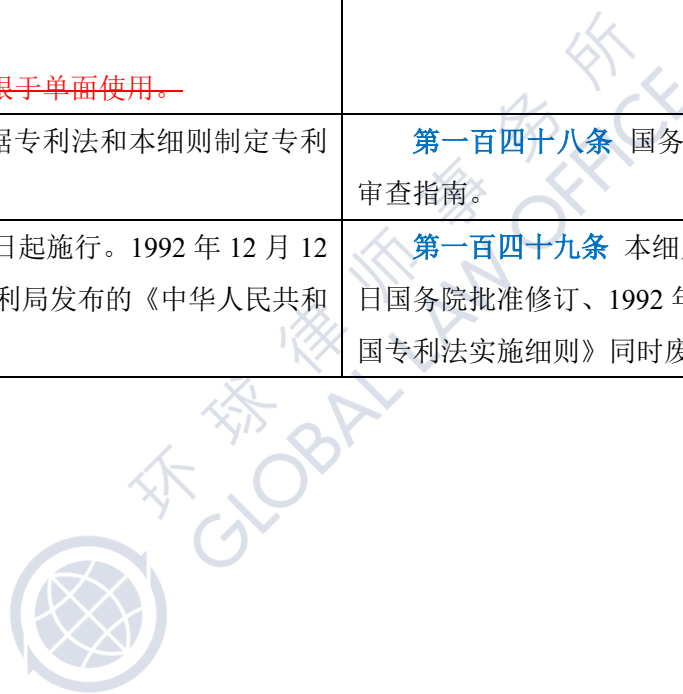 限于单面使用。
据专利法和本细则制定专利
第一百四十八条 国务
审查指南。
日起施行。1992 年 12 月 12
利局发布的《中华人民共和
第一百四十九条 本细
日国务院批准修订、1992 年
国专利法实施细则》同时废
环球律师事务所
GLOBAL LAW OFFICE